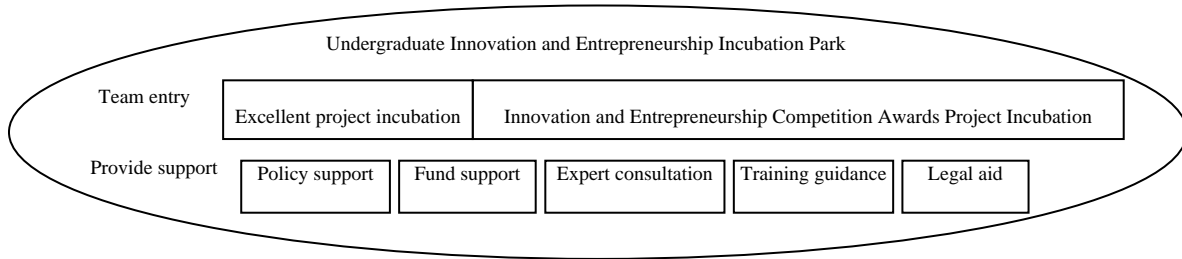 Undergraduate Innovation and Entrepreneurship Incubation Park
Team entry
Excellent project incubation
Innovation and Entrepreneurship Competition Awards Project Incubation
Provide support
Policy support
Fund support
Expert consultation
Training guidance
Legal aid